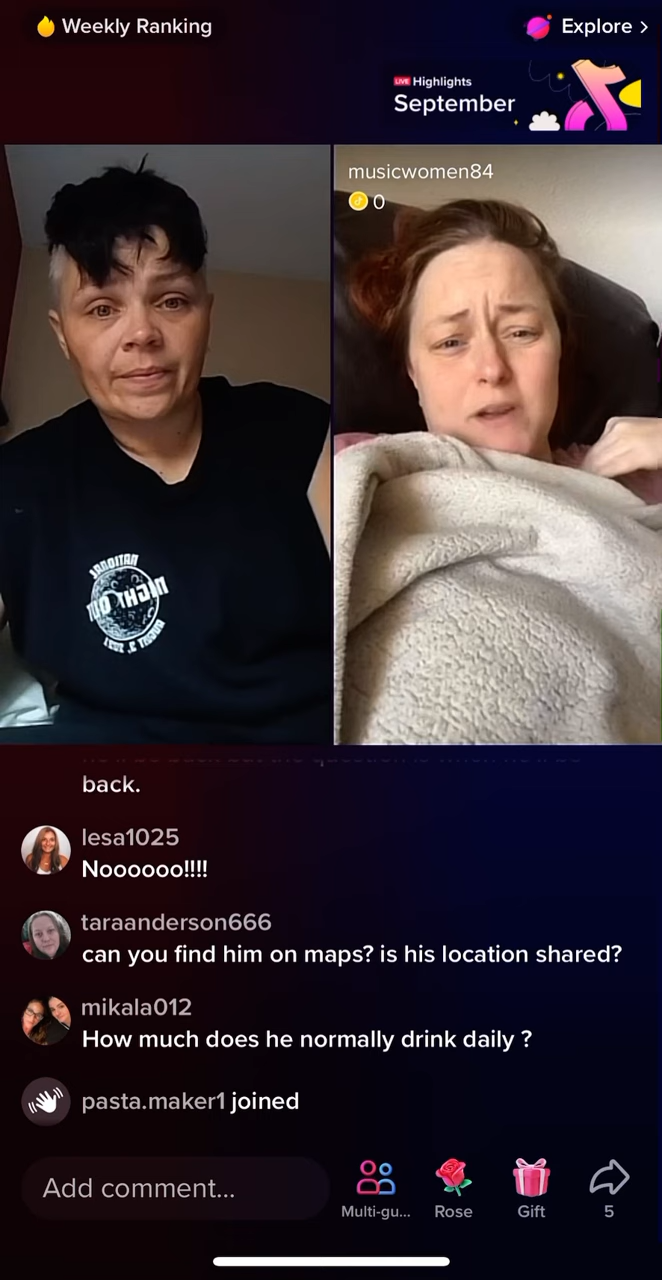 Weekly Ranking
Explore >
LIVE Highlights
September
musicwomen84
0
back.
lesa1025
Noooooo!!!!
taraanderson666
can you find him on maps? is his location shared?
mikala012
How much does he normally drink daily ?
pasta.maker1 joined
Add comment...
Multi-gu...
Rose
Gift
5